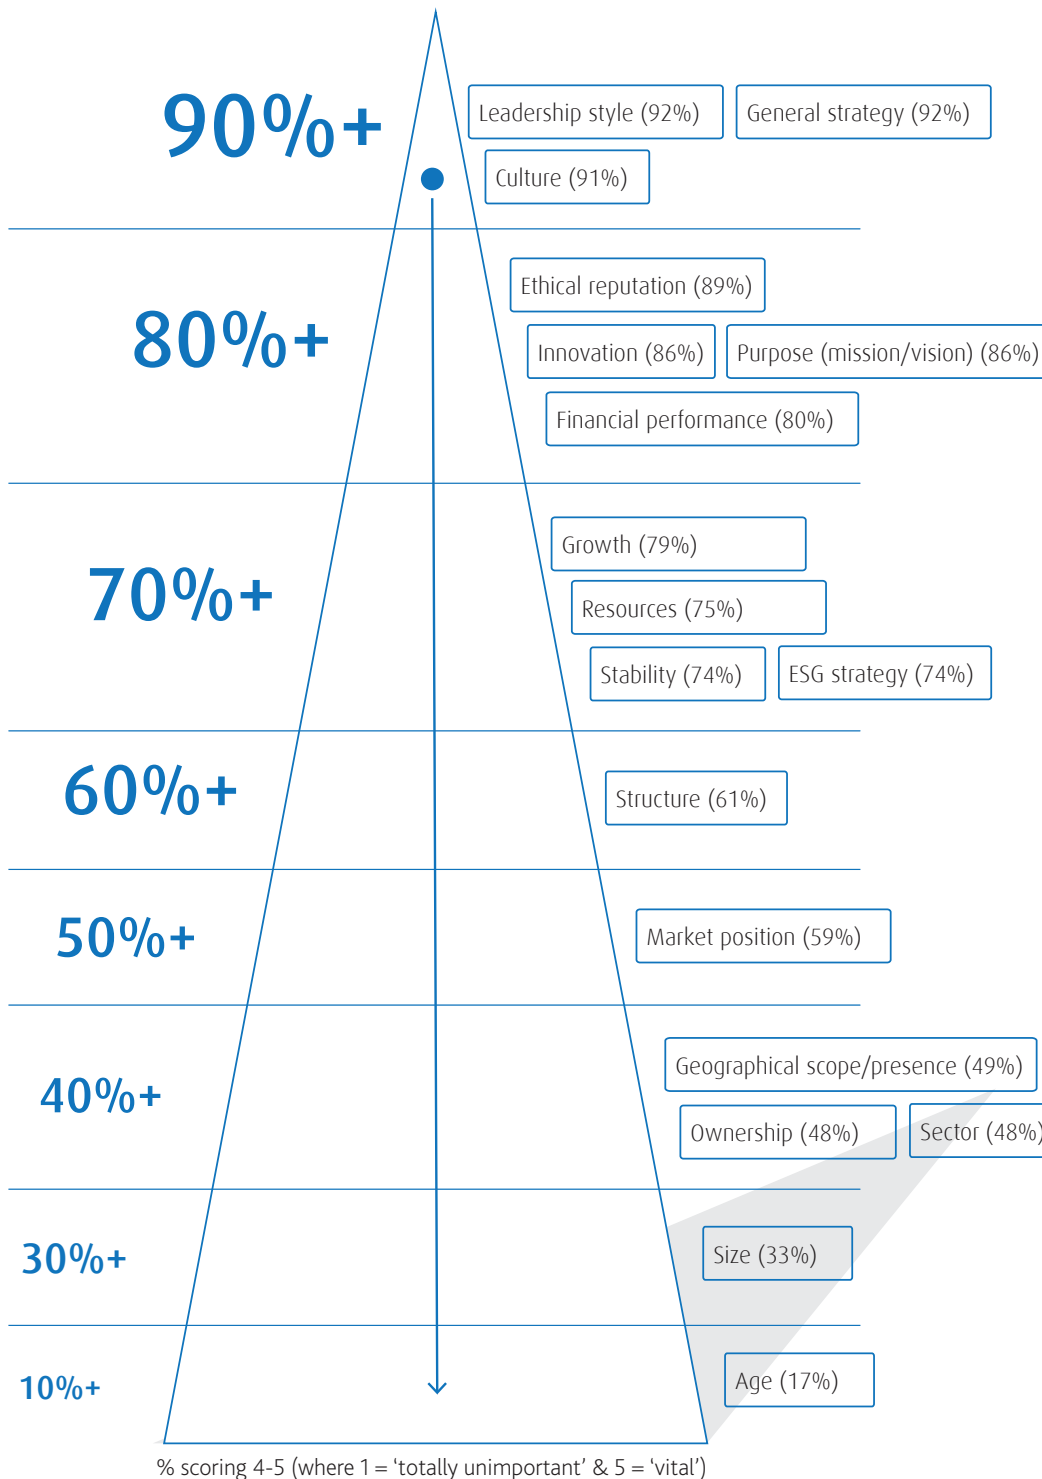 90%+
Leadership style (92%)
General strategy (92%)
Culture (91%)
80%+
Ethical reputation (89%)
Innovation (86%)
Purpose (mission/vision) (86%)
Financial performance (80%)
70%+
Growth (79%)
Resources (75%)
Stability (74%)
ESG strategy (74%)
60%+
Structure (61%)
50%+
Market position (59%)
40%+
Geographical scope/presence (49%)
Ownership (48%)
Sector (48%)
30%+
Size (33%)
10%+
Age (17%)
% scoring 4-5 (where 1 = ‘totally unimportant’ & 5 = ‘vital’)